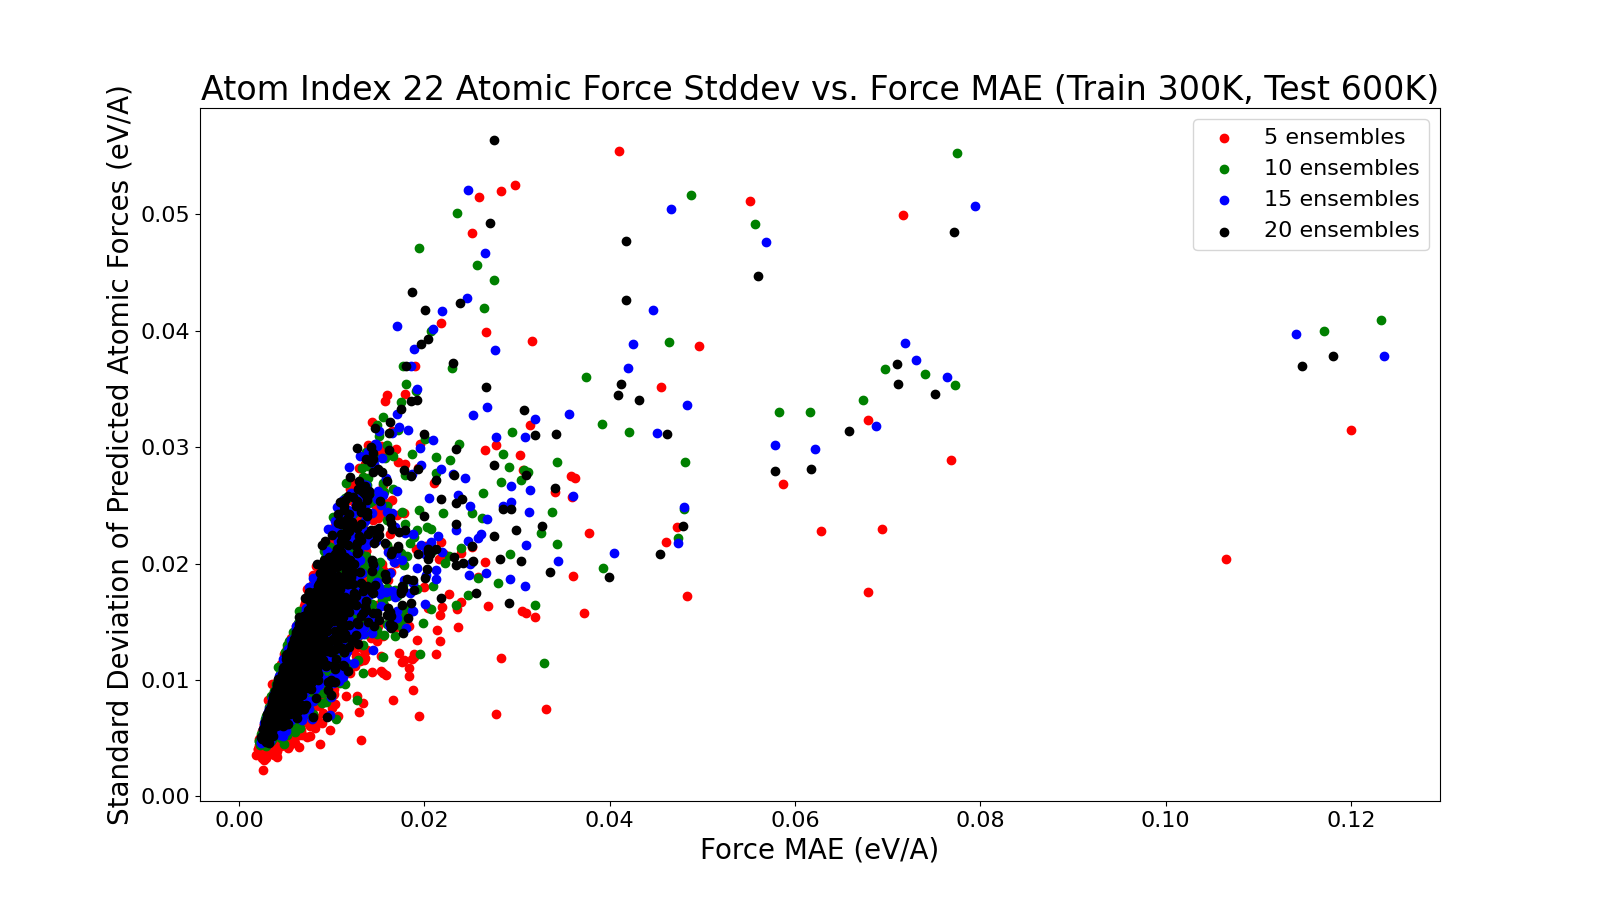 Atom Index 22 Atomic Force Stddev vs. Force MAE (Train 300K, Test 600K)
5 ensembles
10 ensembles
15 ensembles
20 ensembles
Standard Deviation of Predicted Atomic Forces (eV/A)
0.05
0.04
0.03
0.02
0.01
0.00
0.00 0.02 0.04 0.06 0.08 0.10 0.12
Force MAE (eV/A)